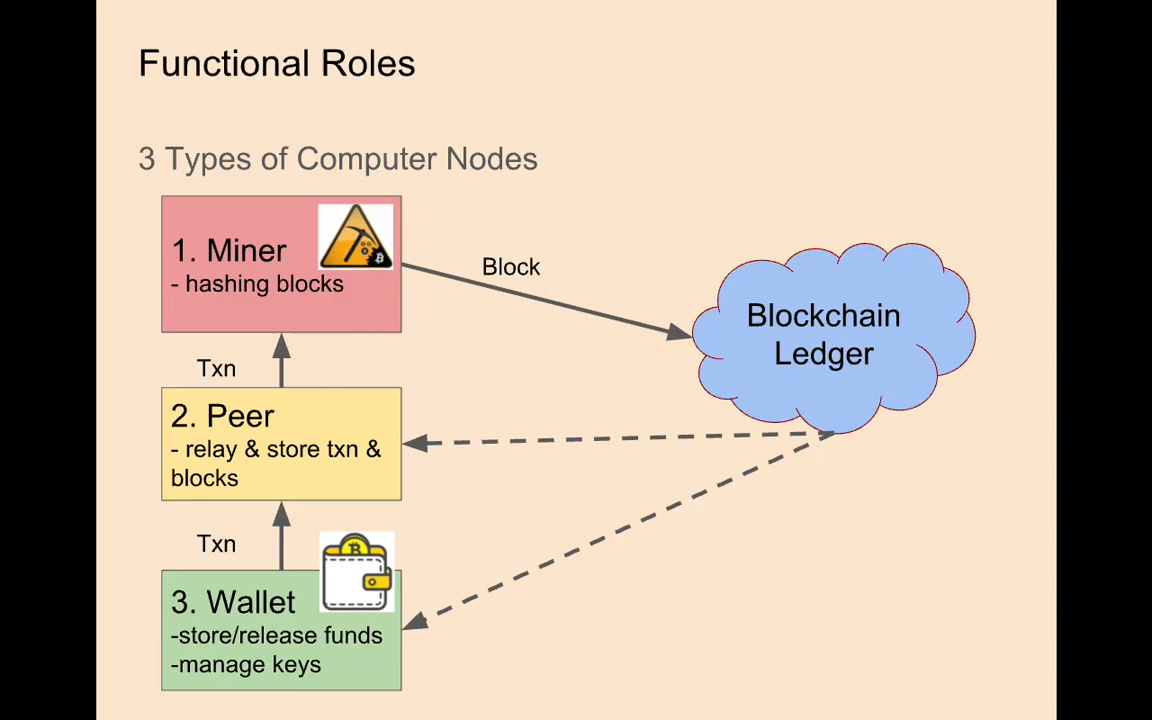 Functional Roles
3 Types of Computer Nodes
1. Miner
- hashing blocks
Block
Blockchain
Ledger
Txn
2. Peer
- relay & store txn &
blocks
Txn
3. Wallet
-store/release funds
-manage keys